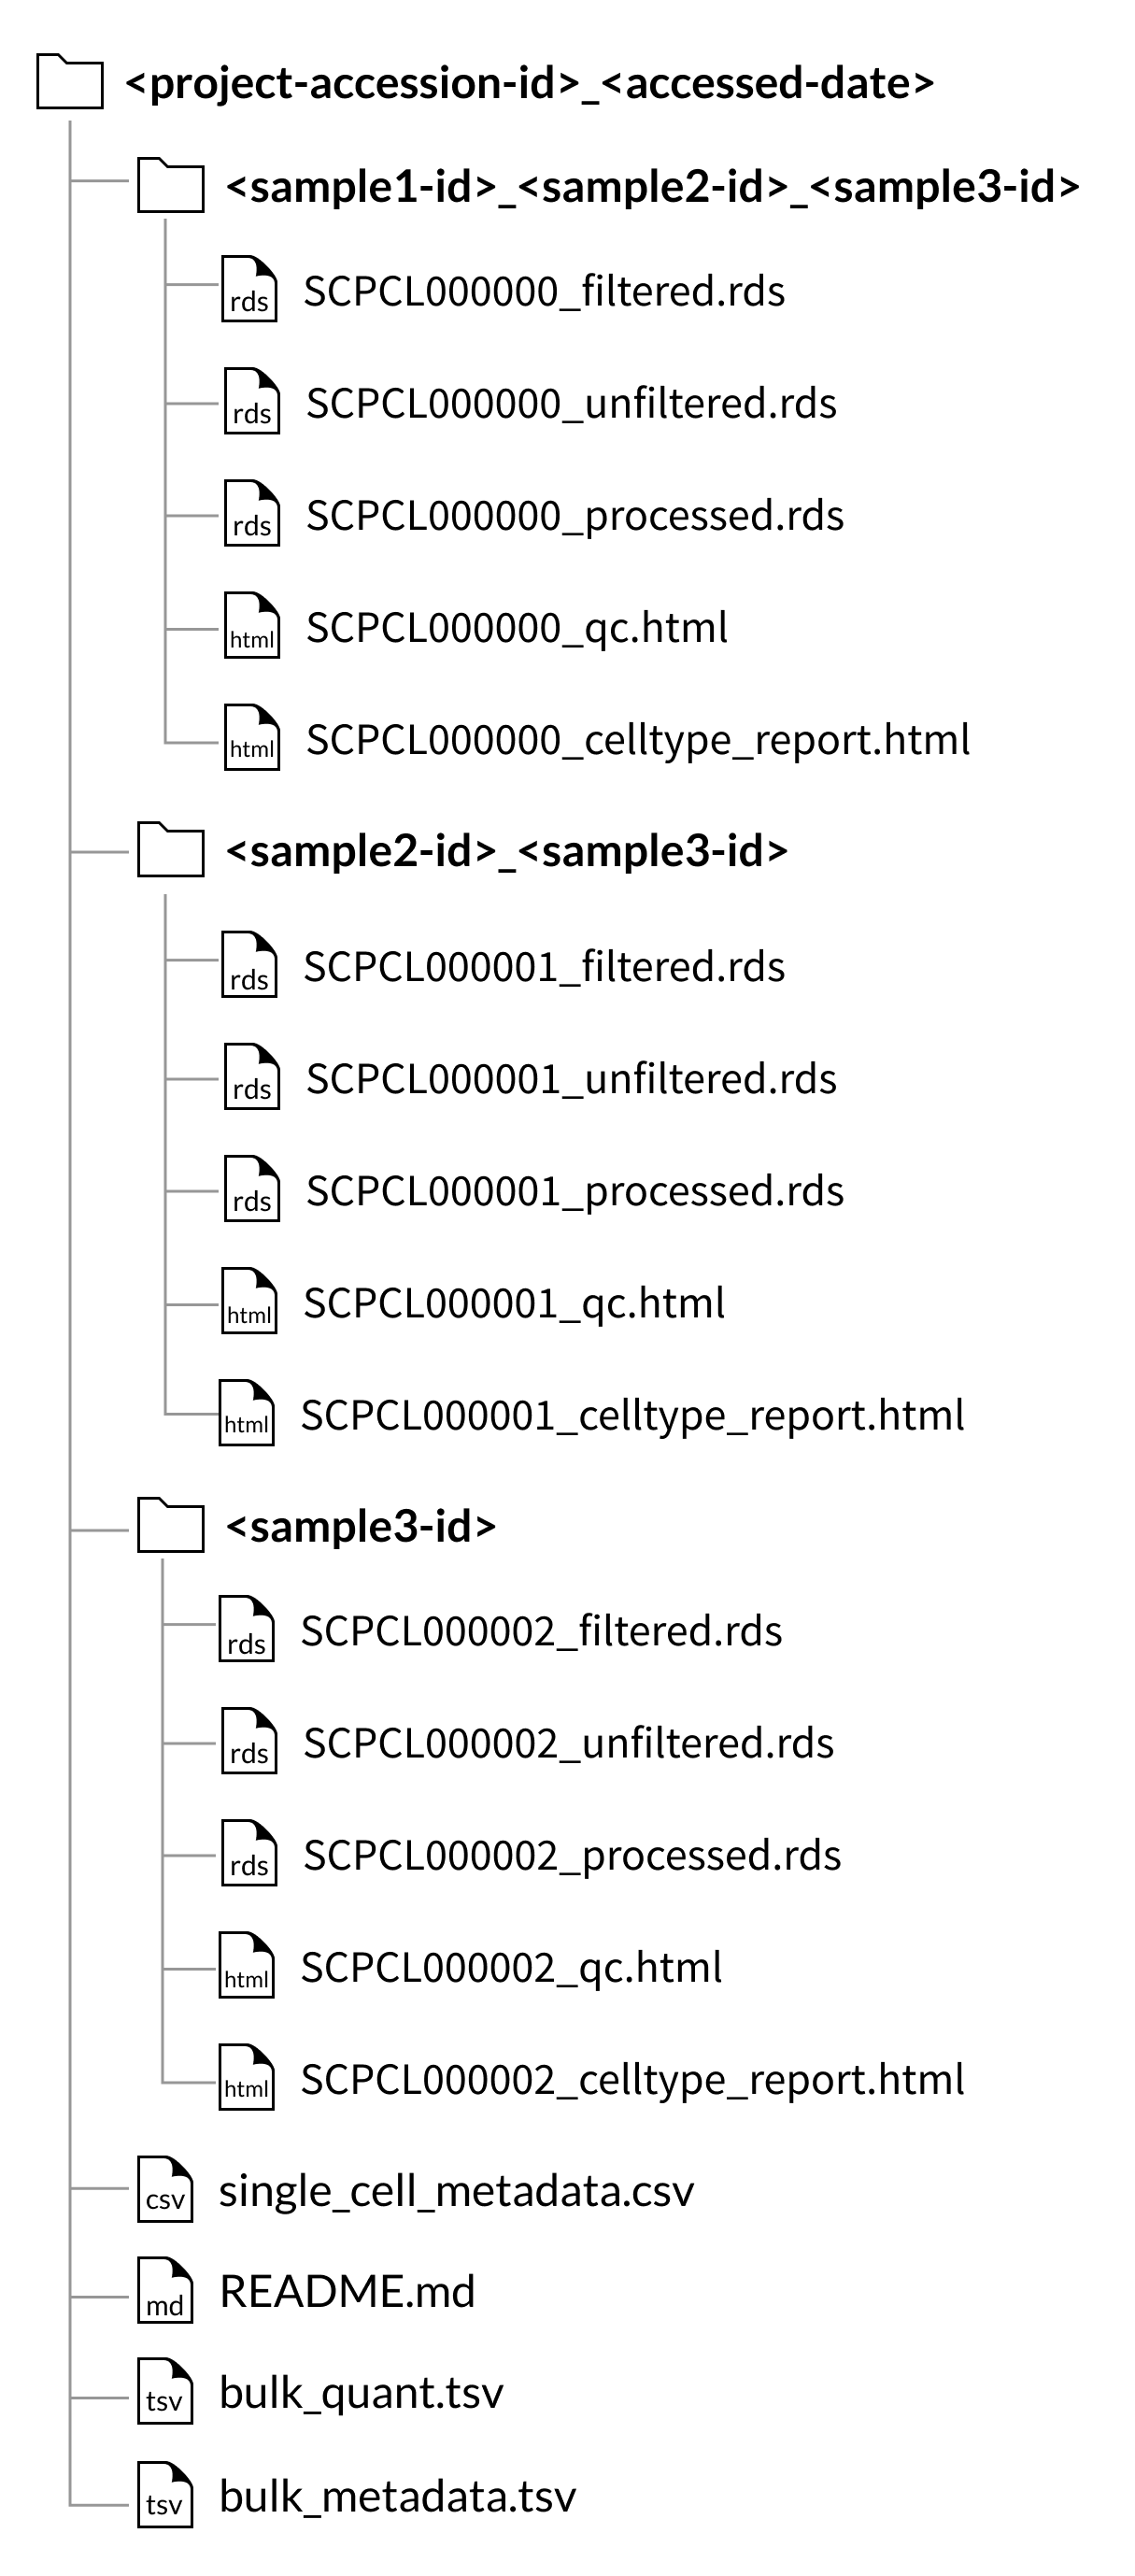 <project-accession-id>_<accessed-date>
<sample1-id>_<sample2-id>_<sample3-id>
rds SCPCL000000_filtered.rds
rds SCPCL000000_unfiltered.rds
rds SCPCL000000_processed.rds
html SCPCL000000_qc.html
html SCPCL000000_celltype_report.html
<sample2-id>_<sample3-id>
rds SCPCL000001_filtered.rds
rds SCPCL000001_unfiltered.rds
rds SCPCL000001_processed.rds
html SCPCL000001_qc.html
html SCPCL000001_celltype_report.html
<sample3-id>
rds SCPCL000002_filtered.rds
rds SCPCL000002_unfiltered.rds
rds SCPCL000002_processed.rds
html SCPCL000002_qc.html
html SCPCL000002_celltype_report.html
csv single_cell_metadata.csv
md README.md
tsv bulk_quant.tsv
tsv bulk_metadata.tsv